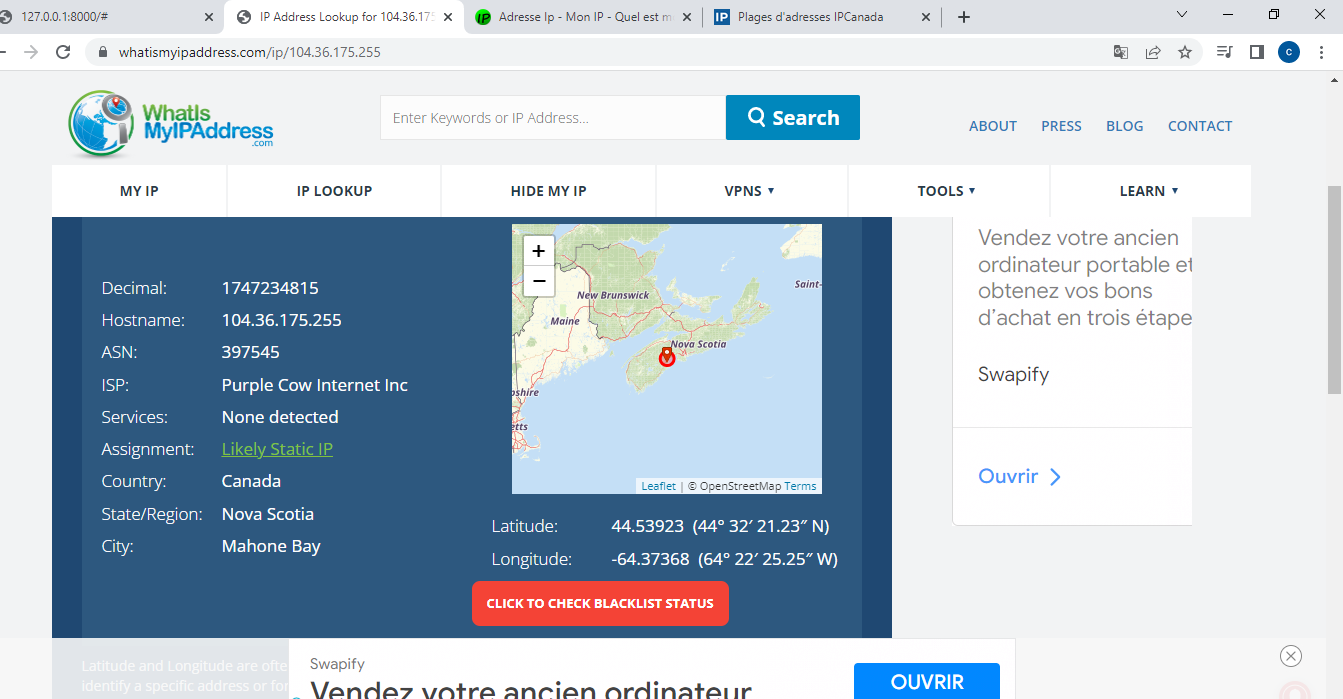 127.0.0.1:8000/#
IP Address Lookup for 104.36.17
Adresse Ip - Mon IP - Quel est m
IP
Plages d'adresses IPCanada
whatismyipaddress.com/ip/104.36.175.255
C
WhatIs
MyIPAddress
.com
Enter Keywords or IP Address...
Search
ABOUT
PRESS
BLOG
CONTACT
MY IP
IP LOOKUP
HIDE MY IP
VPNS
TOOLS
LEARN
Decimal: 1747234815
Hostname: 104.36.175.255
ASN: 397545
ISP: Purple Cow Internet Inc
Services: None detected
Assignment: Likely Static IP
Country: Canada
State/Region: Nova Scotia
City: Mahone Bay
+
−
New Brunswick
Saint-
Maine
Nova Scotia
pshire
etts
Leaflet | © OpenStreetMap Terms
Latitude: 44.53923 (44° 32′ 21.23″ N)
Longitude: -64.37368 (64° 22′ 25.25″ W)
CLICK TO CHECK BLACKLIST STATUS
Vendez votre ancien
ordinateur portable et
obtenez vos bons
d’achat en trois étape
Swapify
Ouvrir
Latitude and Longitude are ofte
identify a specific address or for
Swapify
Vendez votre ancien ordinateur
OUVRIR